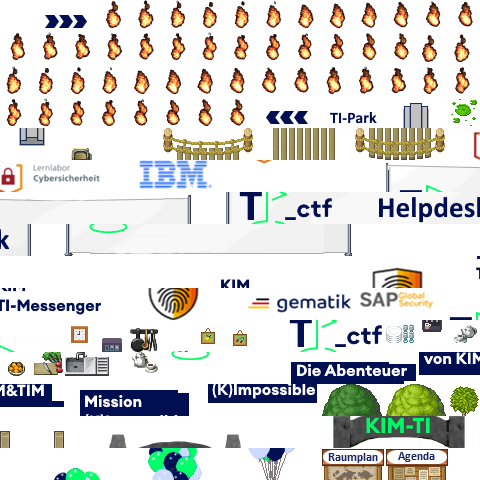 TI-Park
Lernlabor
Cybersicherheit
IBM
T _ctf
Helpdesk
k
KIM
TI-Messenger
gematik
SAP Global
Security
T _ctf
Die Abenteuer
von KIM
M&TIM
Mission
(K)Impossible
KIM-TI
Raumplan
Agenda